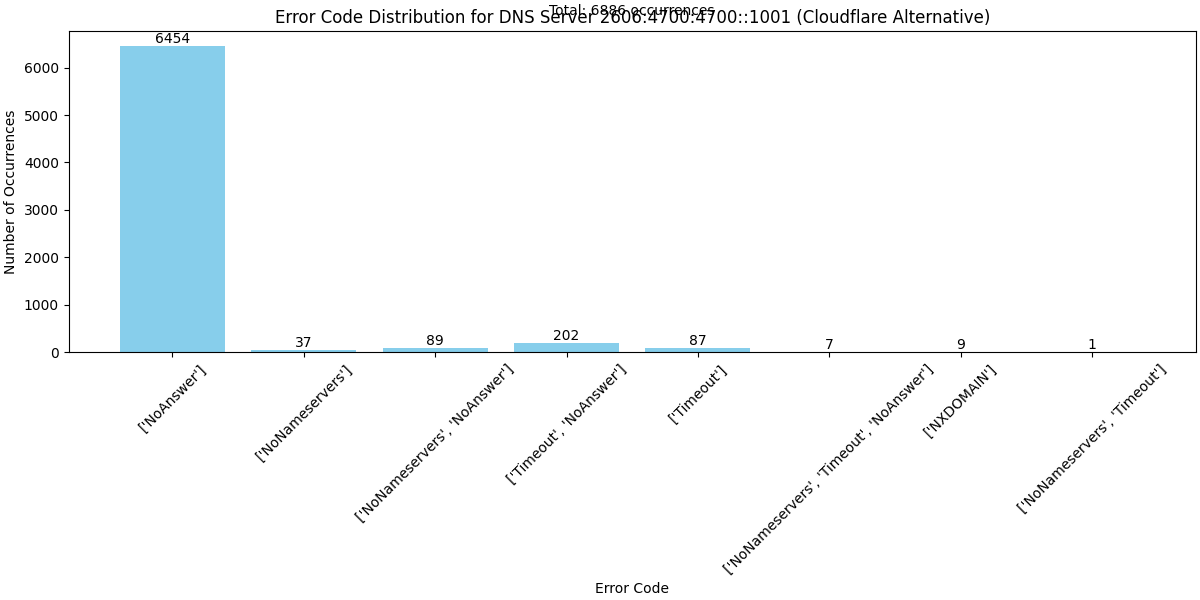 Total: 6886 occurrences
Error Code Distribution for DNS Server 2606:4700:4700::1001 (Cloudflare Alternative)
Number of Occurrences
6000
5000
4000
3000
2000
1000
0
6454
37
89
202
87
7
9
1
['NoAnswer']
['NoNameservers']
['NoNameservers', 'NoAnswer']
['Timeout', 'NoAnswer']
['Timeout']
['NoNameservers', 'Timeout', 'NoAnswer']
['NXDOMAIN']
['NoNameservers', 'Timeout']
Error Code